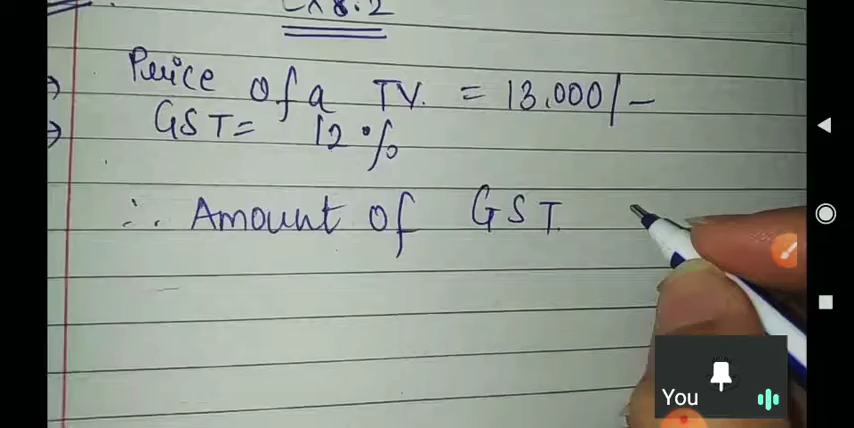 Ex 8.2
Price of a TV. = 13,000/-
GST = 12%
∴ Amount of GST
You